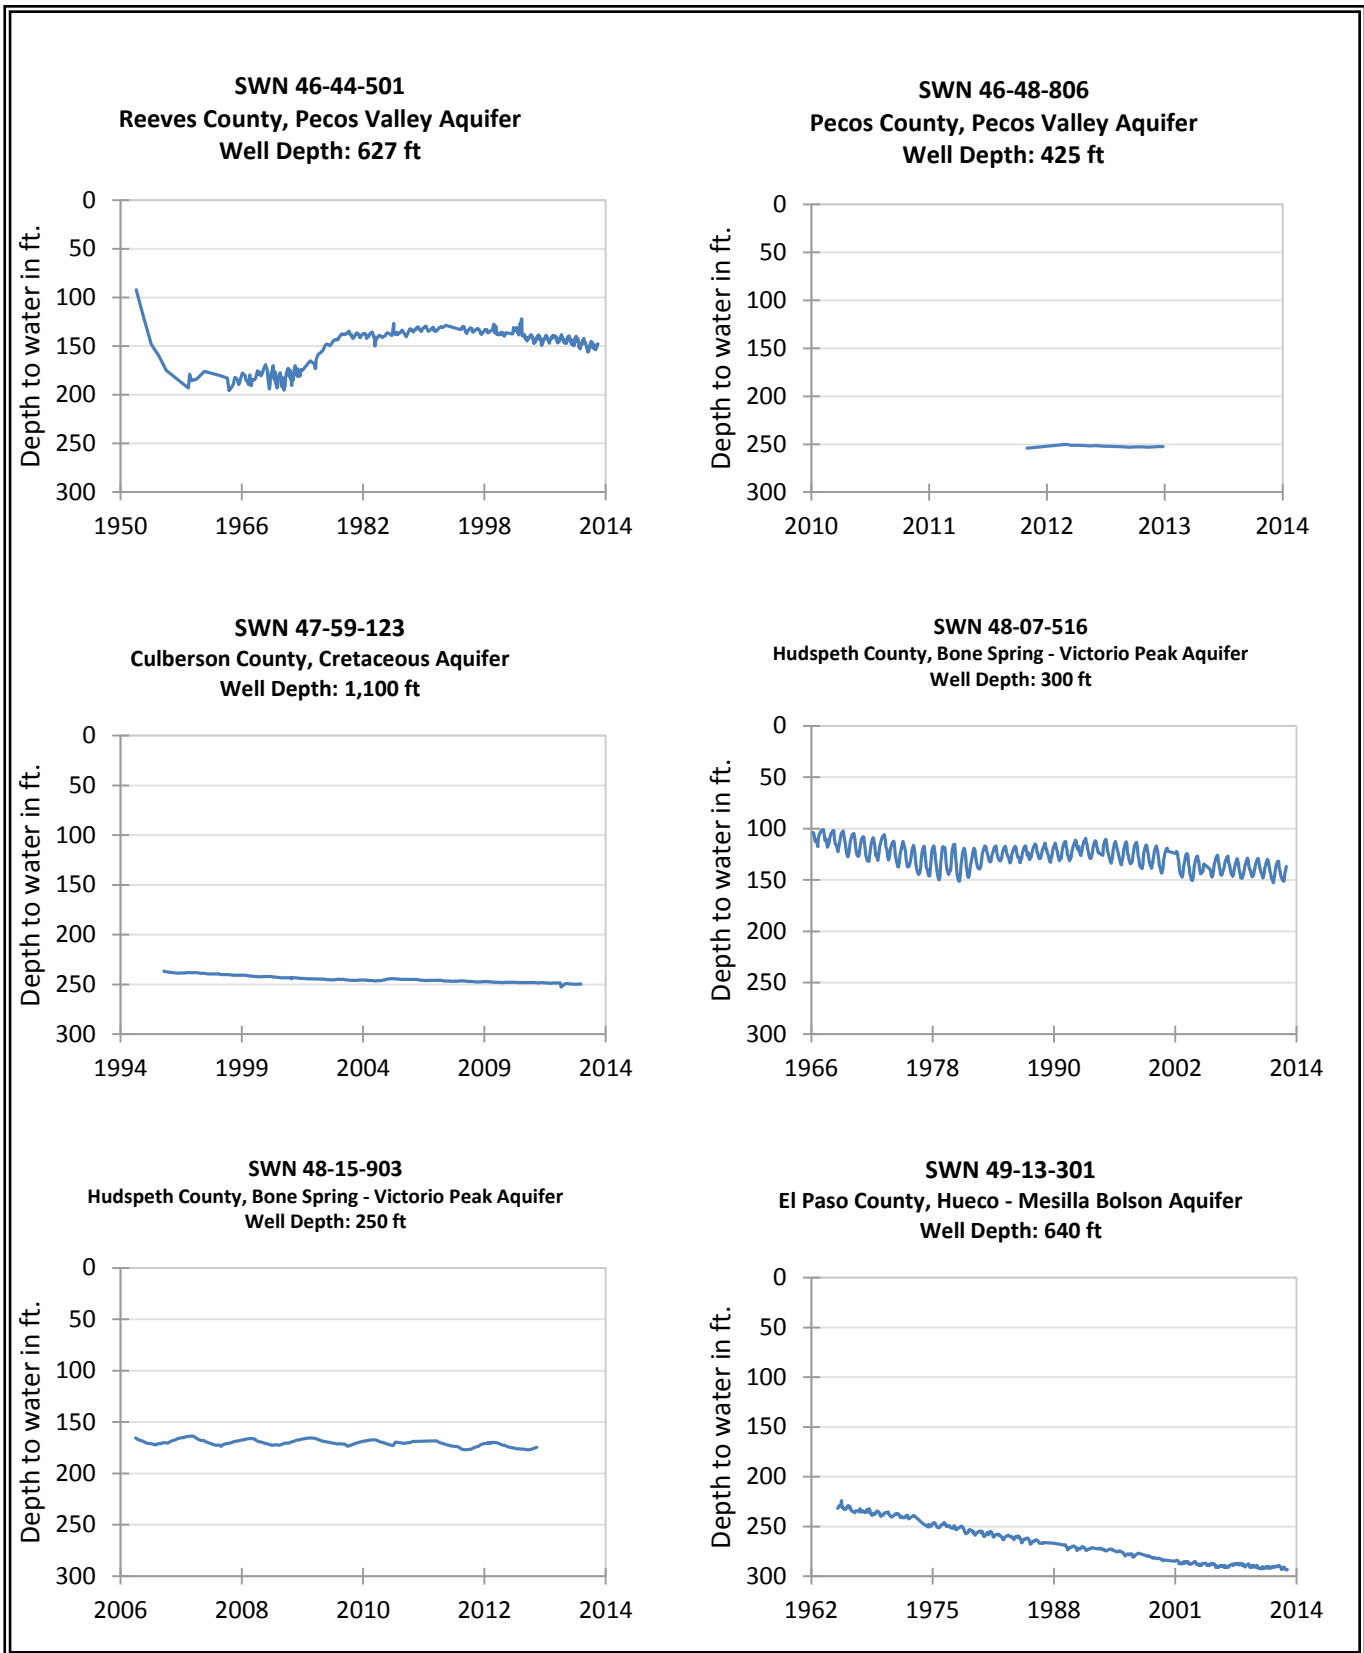 SWN 46-44-501
Reeves County, Pecos Valley Aquifer
Well Depth: 627 ft
Depth to water in ft.
0
50
100
150
200
250
300
1950 1966 1982 1998 2014
SWN 46-48-806
Pecos County, Pecos Valley Aquifer
Well Depth: 425 ft
Depth to water in ft.
0
50
100
150
200
250
300
2010 2011 2012 2013 2014
SWN 47-59-123
Culberson County, Cretaceous Aquifer
Well Depth: 1,100 ft
Depth to water in ft.
0
50
100
150
200
250
300
1994 1999 2004 2009 2014
SWN 48-07-516
Hudspeth County, Bone Spring - Victorio Peak Aquifer
Well Depth: 300 ft
Depth to water in ft.
0
50
100
150
200
250
300
1966 1978 1990 2002 2014
SWN 48-15-903
Hudspeth County, Bone Spring - Victorio Peak Aquifer
Well Depth: 250 ft
Depth to water in ft.
0
50
100
150
200
250
300
2006 2008 2010 2012 2014
SWN 49-13-301
El Paso County, Hueco - Mesilla Bolson Aquifer
Well Depth: 640 ft
Depth to water in ft.
0
50
100
150
200
250
300
1962 1975 1988 2001 2014